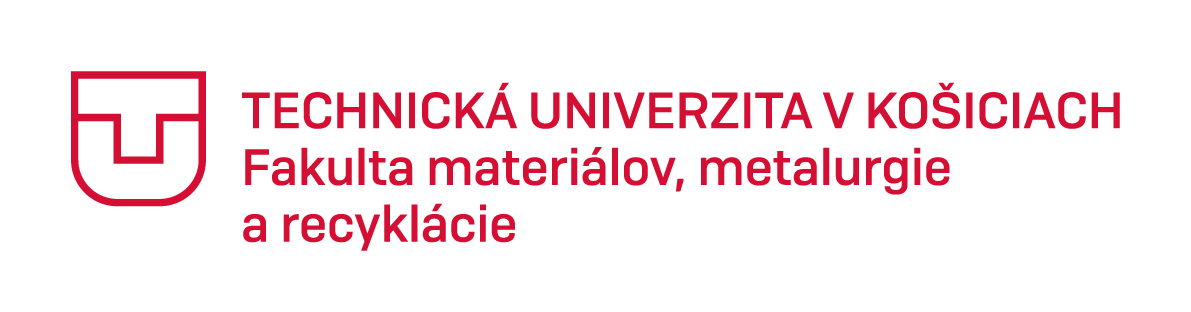 TECHNICKÁ UNIVERZITA V KOŠICIACH
Fakulta materiálov, metalurgie
a recyklácie